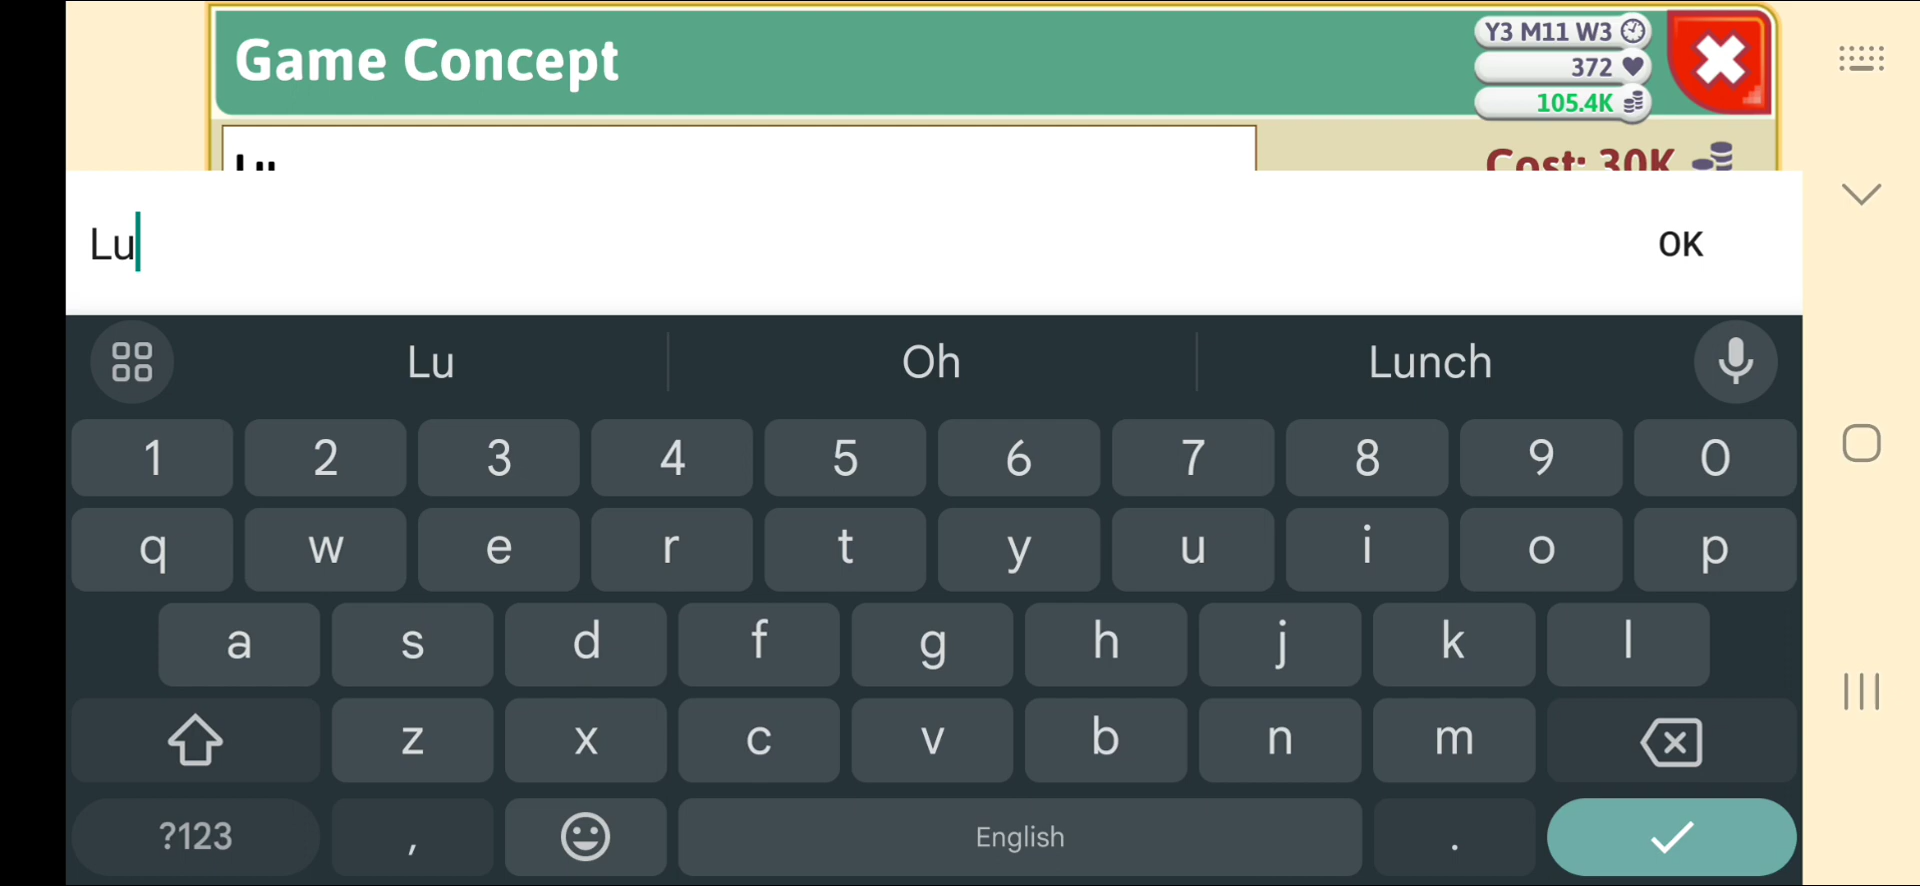 Game Concept
Y3 M11 W3
372
105.4K
Lu
Cost: 30K
Lu
OK
Lu Oh Lunch
1 2 3 4 5 6 7 8 9 0
q w e r t y u i o p
a s d f g h j k l
z x c v b n m
?123 , English .